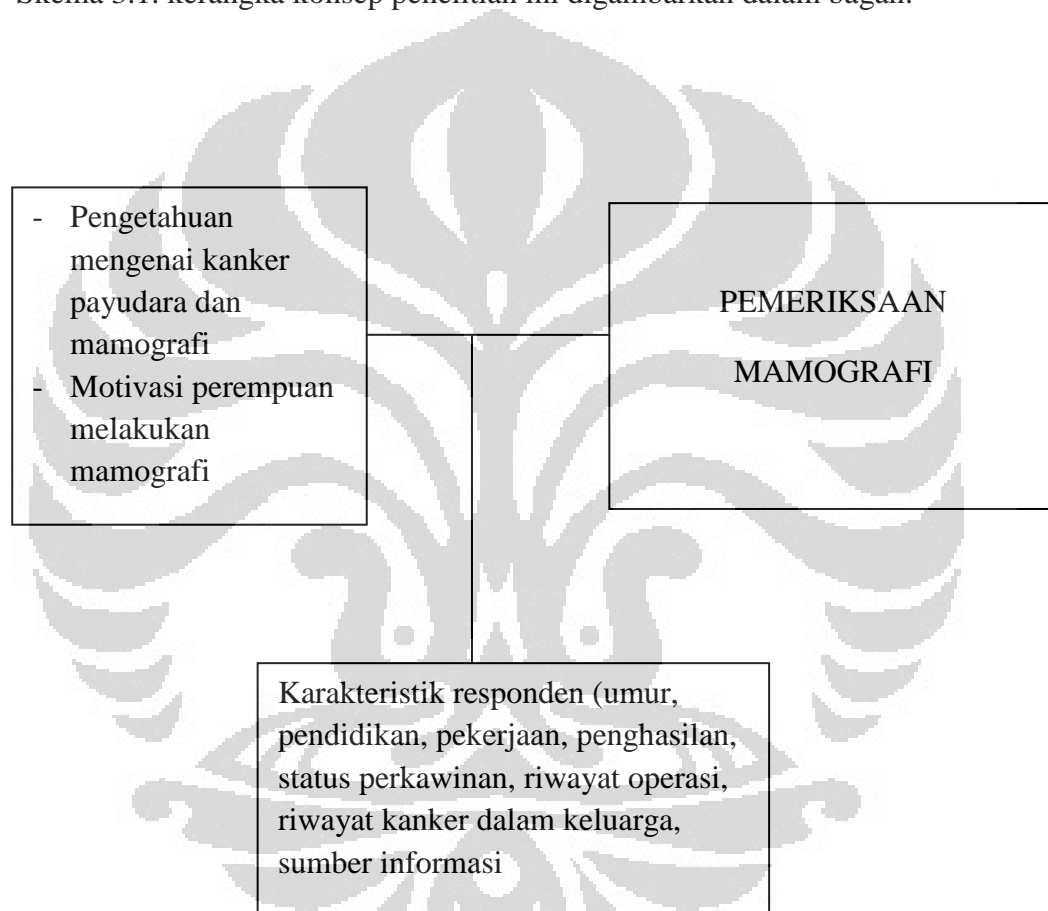 Skema 3.1. kerangka konsep penelitian ini digambarkan dalam bagan:
- Pengetahuan
mengenai kanker
payudara dan
mamografi
- Motivasi perempuan
melakukan
mamografi
PEMERIKSAAN
MAMOGRAFI
Karakteristik responden (umur,
pendidikan, pekerjaan, penghasilan,
status perkawinan, riwayat operasi,
riwayat kanker dalam keluarga,
sumber informasi